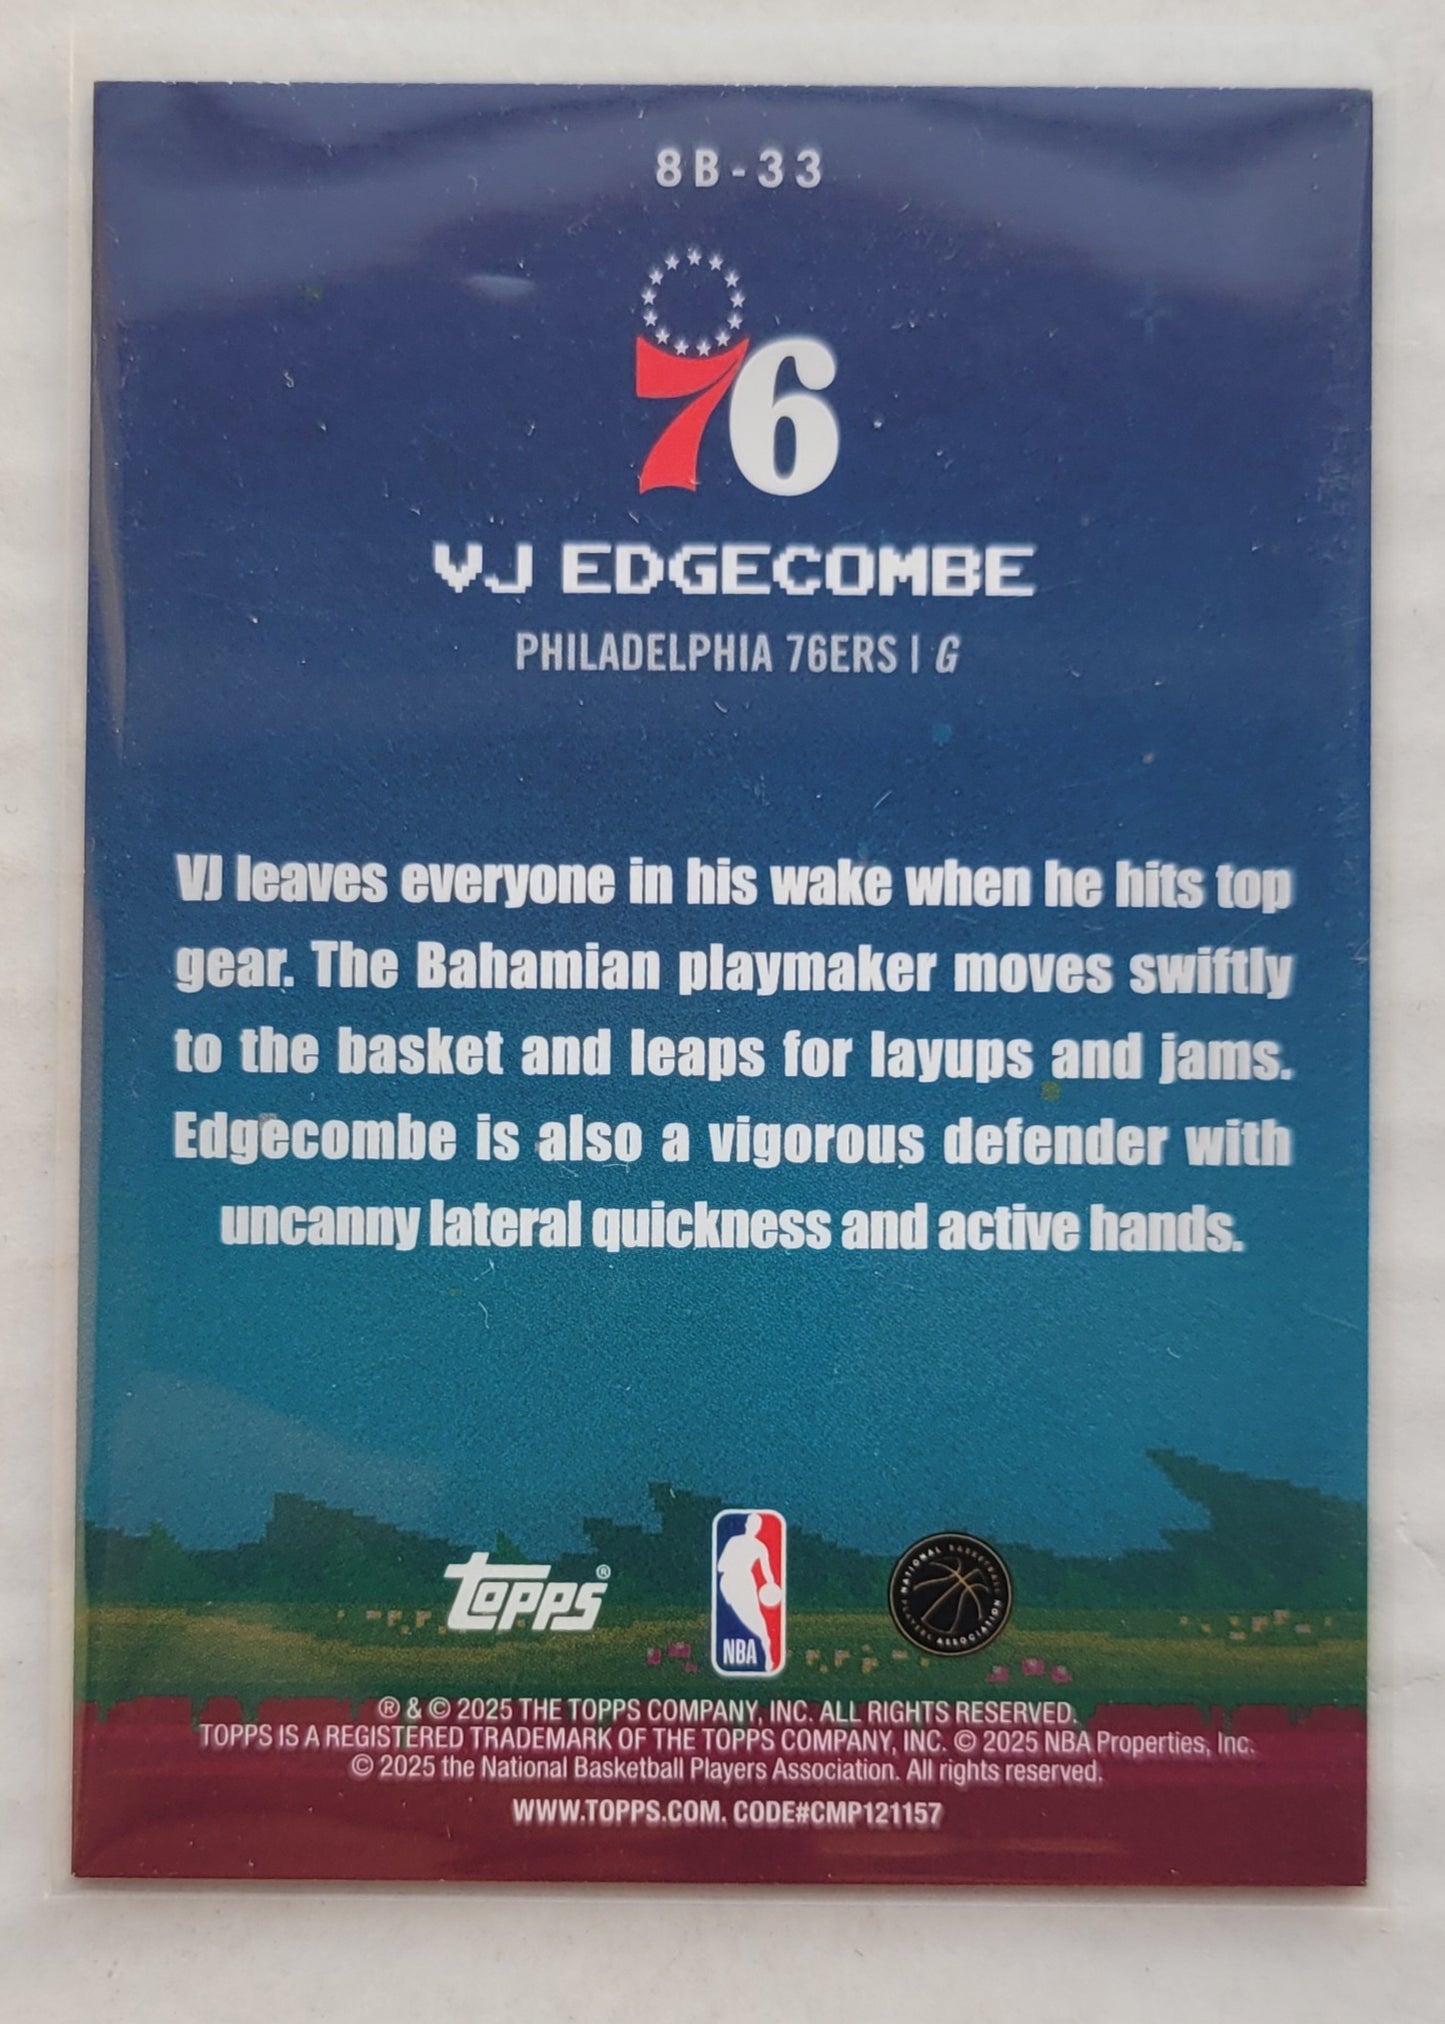 8B-33
76
VJ EDGECOMBE
PHILADELPHIA 76ERS | G
VJ leaves everyone in his wake when he hits top
gear. The Bahamian playmaker moves swiftly
to the basket and leaps for layups and jams.
Edgecombe is also a vigorous defender with
uncanny lateral quickness and active hands.
topps®
NBA
NATIONAL BASKETBALL PLAYERS ASSOCIATION
® & © 2025 THE TOPPS COMPANY, INC. ALL RIGHTS RESERVED.
TOPPS IS A REGISTERED TRADEMARK OF THE TOPPS COMPANY, INC. © 2025 NBA Properties, Inc.
© 2025 the National Basketball Players Association. All rights reserved.
WWW.TOPPS.COM. CODE#CMP121157